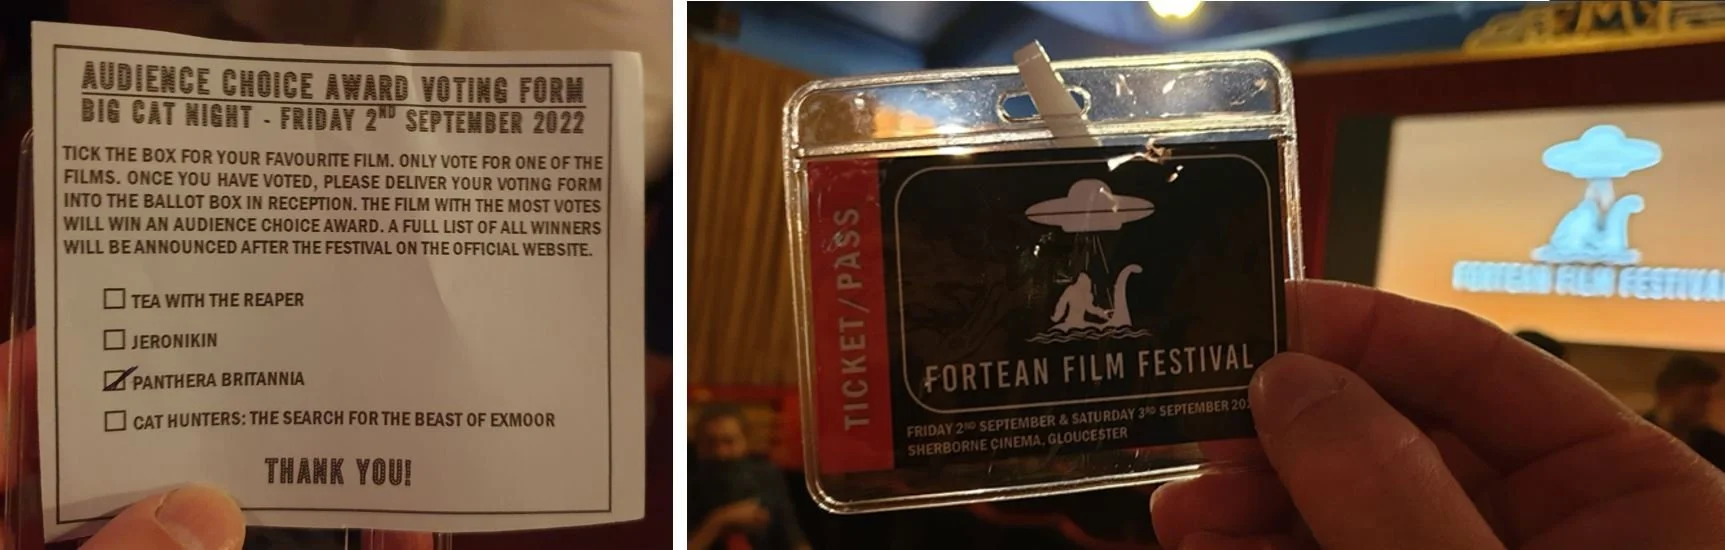 AUDIENCE CHOICE AWARD VOTING FORM
BIG CAT NIGHT - FRIDAY 2ND SEPTEMBER 2022
TICK THE BOX FOR YOUR FAVOURITE FILM. ONLY VOTE FOR ONE OF THE
FILMS. ONCE YOU HAVE VOTED, PLEASE DELIVER YOUR VOTING FORM
INTO THE BALLOT BOX IN RECEPTION. THE FILM WITH THE MOST VOTES
WILL WIN AN AUDIENCE CHOICE AWARD. A FULL LIST OF ALL WINNERS
WILL BE ANNOUNCED AFTER THE FESTIVAL ON THE OFFICIAL WEBSITE.
TEA WITH THE REAPER
JERONIKIN
PANTHERA BRITANNIA
CAT HUNTERS: THE SEARCH FOR THE BEAST OF EXMOOR
THANK YOU!
TICKET/PASS
FORTEAN FILM FESTIVAL
FRIDAY 2ND SEPTEMBER & SATURDAY 3RD SEPTEMBER
SHERBORNE CINEMA, GLOUCESTER
FORTEAN FILM FESTIVAL